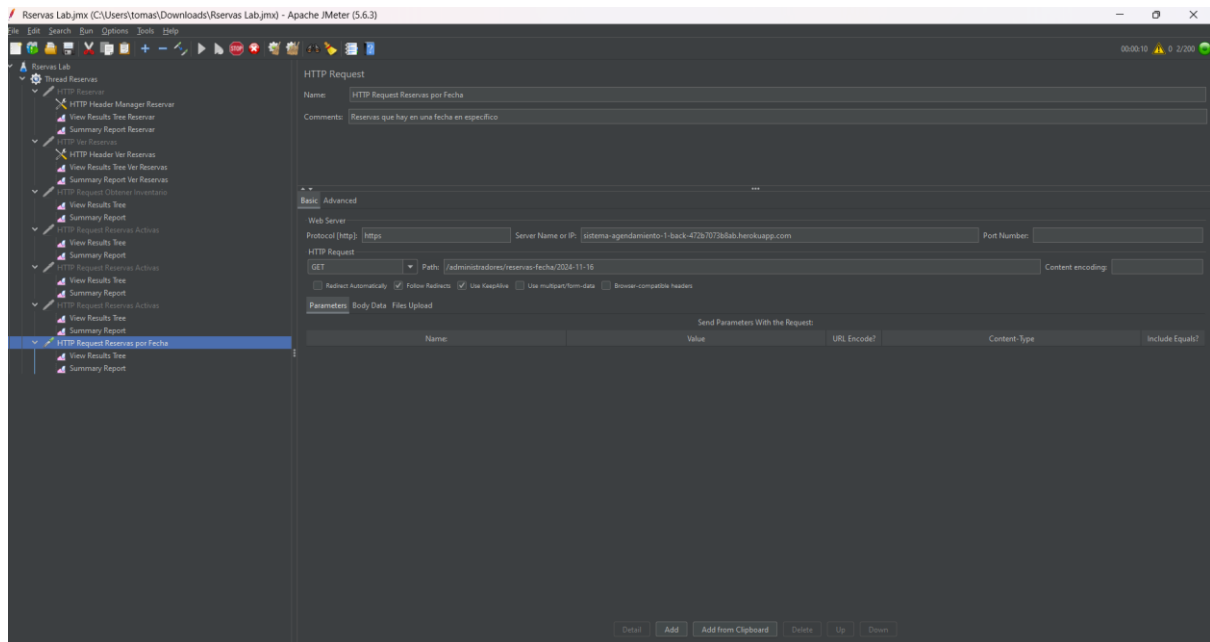 Rservas Lab.jmx (C:\Users\tomas\Downloads\Rservas Lab.jmx) - Apache JMeter (5.6.3)
File Edit Search Run Options Tools Help
STOP
00:00:10 0 2/200
Rservas Lab
Thread Reservas
HTTP Reservar
HTTP Header Manager Reservar
View Results Tree Reservar
Summary Report Reservar
HTTP Ver Reservas
HTTP Header Ver Reservas
View Results Tree Ver Reservas
Summary Report Ver Reservas
HTTP Request Obtener Inventario
View Results Tree
Summary Report
HTTP Request Reservas Activas
View Results Tree
Summary Report
HTTP Request Reservas Activas
View Results Tree
Summary Report
HTTP Request Reservas Activas
View Results Tree
Summary Report
HTTP Request Reservas por Fecha
View Results Tree
Summary Report
HTTP Request
Name: HTTP Request Reservas por Fecha
Comments: Reservas que hay en una fecha en especifico
Basic Advanced
Web Server
Protocol [http]: https Server Name or IP: sistema-agendamiento-1-back-472b7073b8ab.herokuapp.com Port Number:
HTTP Request
GET Path: /administradores/reservas-fecha/2024-11-16 Content encoding:
Redirect Automatically Follow Redirects Use KeepAlive Use multipart/form-data Browser-compatible headers
Parameters Body Data Files Upload
Send Parameters With the Request:
Name: Value URL Encode? Content-Type Include Equals?
Detail Add Add from Clipboard Delete Up Down